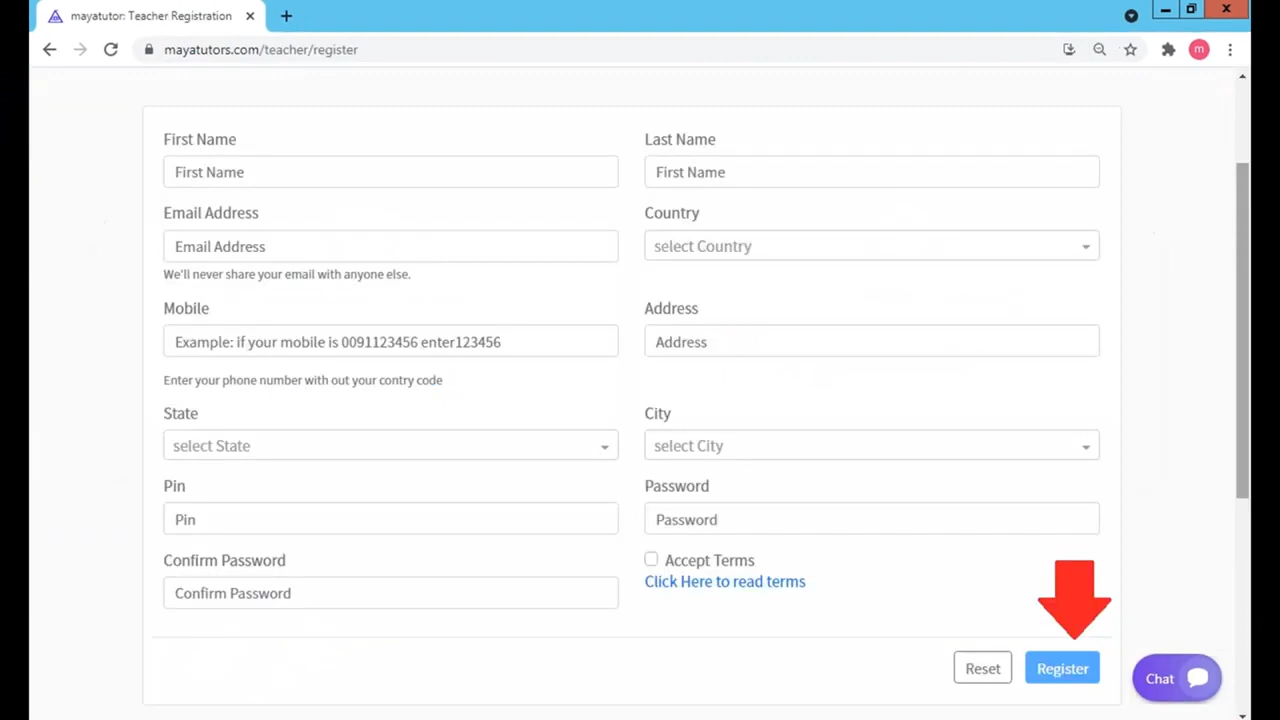 mayatutor: Teacher Registration
mayatutors.com/teacher/register
m
First Name
Last Name
First Name
First Name
Email Address
Country
Email Address
select Country
We'll never share your email with anyone else.
Mobile
Address
Example: if your mobile is 0091123456 enter123456
Address
Enter your phone number with out your contry code
State
City
select State
select City
Pin
Password
Pin
Password
Confirm Password
Accept Terms
Click Here to read terms
Confirm Password
Reset
Register
Chat